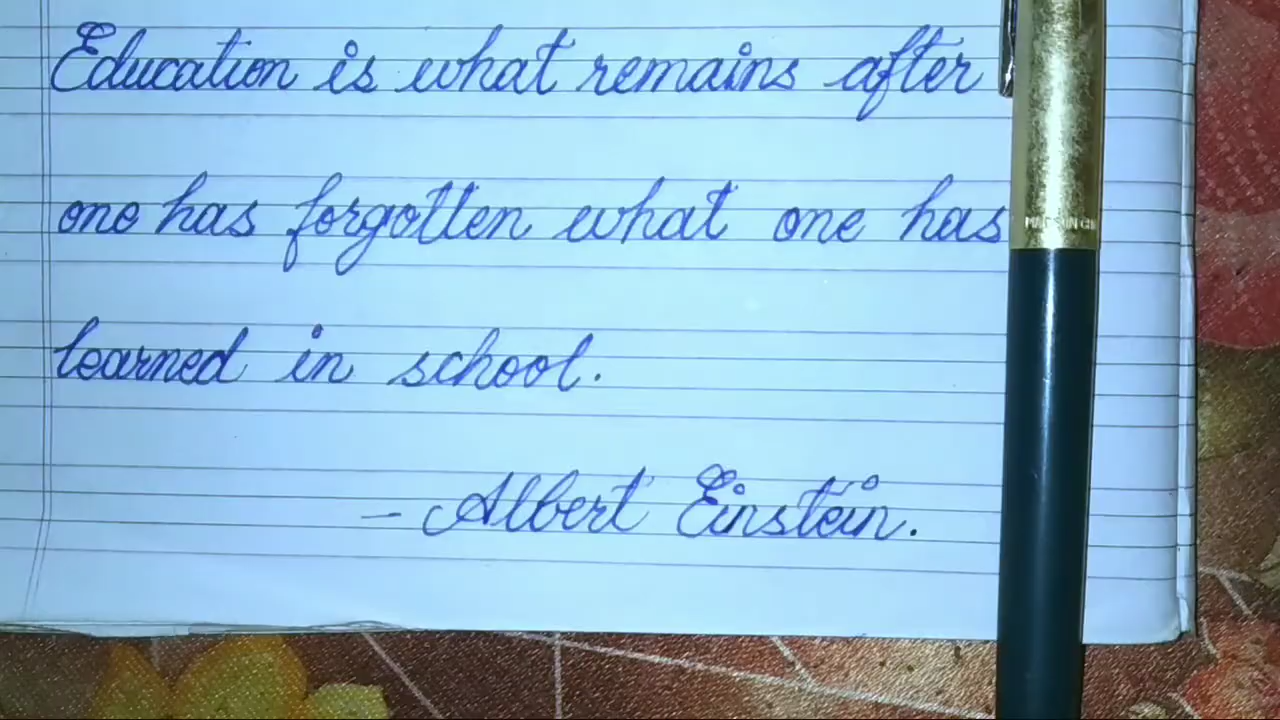 Education is what remains after
one has forgotten what one has
learned in school.
- Albert Einstein.